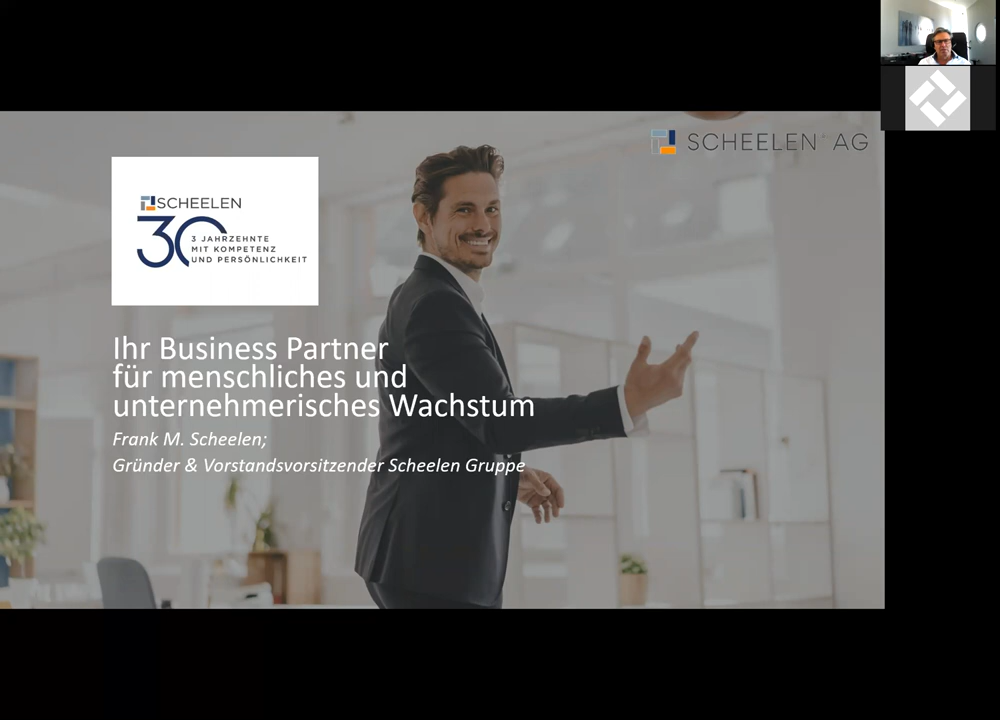 SCHEELEN® AG
SCHEELEN
30
3 JAHRZEHNTE
MIT KOMPETENZ
UND PERSÖNLICHKEIT
Ihr Business Partner
für menschliches und
unternehmerisches Wachstum
Frank M. Scheelen;
Gründer & Vorstandsvorsitzender Scheelen Gruppe